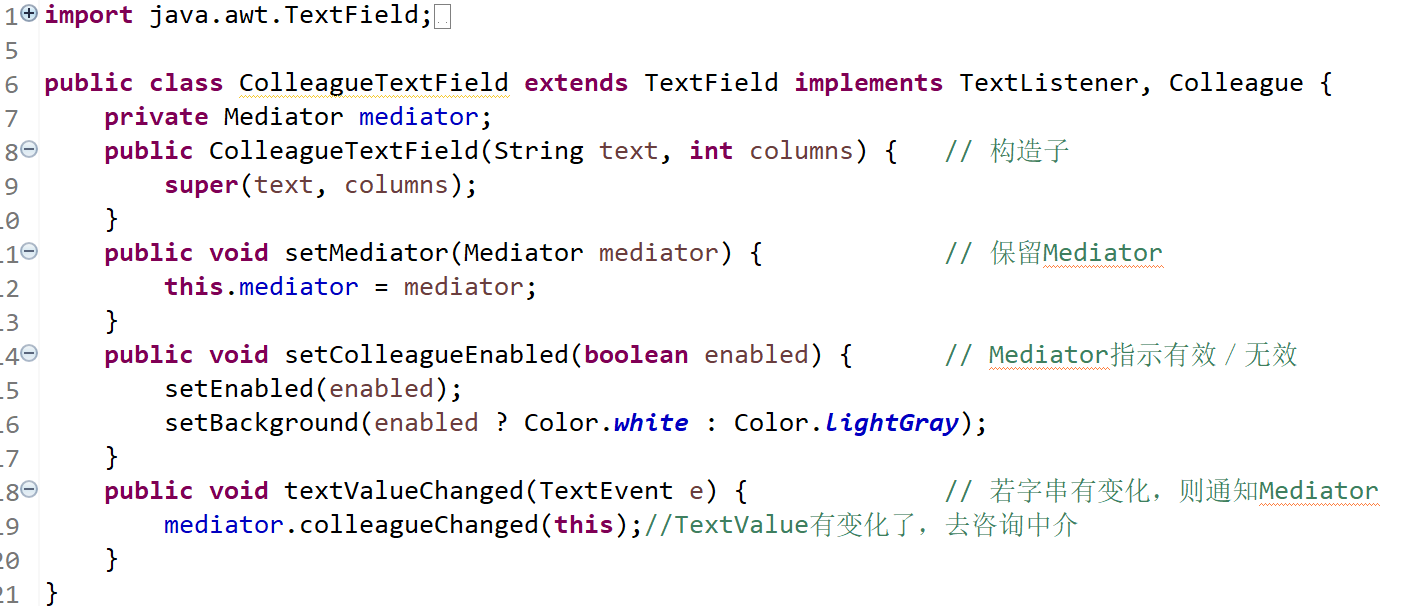 1 import java.awt.TextField;
5
6 public class ColleagueTextField extends TextField implements TextListener, Colleague {
7     private Mediator mediator;
8     public ColleagueTextField(String text, int columns) {   // 构造子
9         super(text, columns);
10     }
11     public void setMediator(Mediator mediator) {            // 保留Mediator
12         this.mediator = mediator;
13     }
14     public void setColleagueEnabled(boolean enabled) {      // Mediator指示有效／无效
15         setEnabled(enabled);
16         setBackground(enabled ? Color.white : Color.lightGray);
17     }
18     public void textValueChanged(TextEvent e) {             // 若字串有变化，则通知Mediator
19         mediator.colleagueChanged(this);//TextValue有变化了，去咨询中介
20     }
21 }